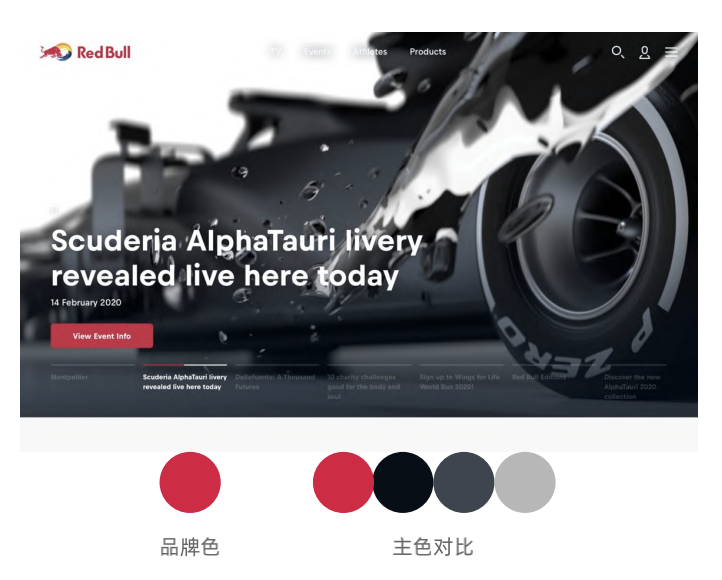 Red Bull
TV Events Athletes Products
Scuderia AlphaTauri livery
revealed live here today
14 February 2020
View Event Info
Montpelier
Scuderia AlphaTauri livery
revealed live here today
Dellafuente: A Thousand
Futures
10 charity challenges
good for the body and
soul
Sign up to Wings for Life
World Run 2020!
Red Bull Editions
Discover the new
AlphaTauri 2020
collection
P ZERO
品牌色
主色对比